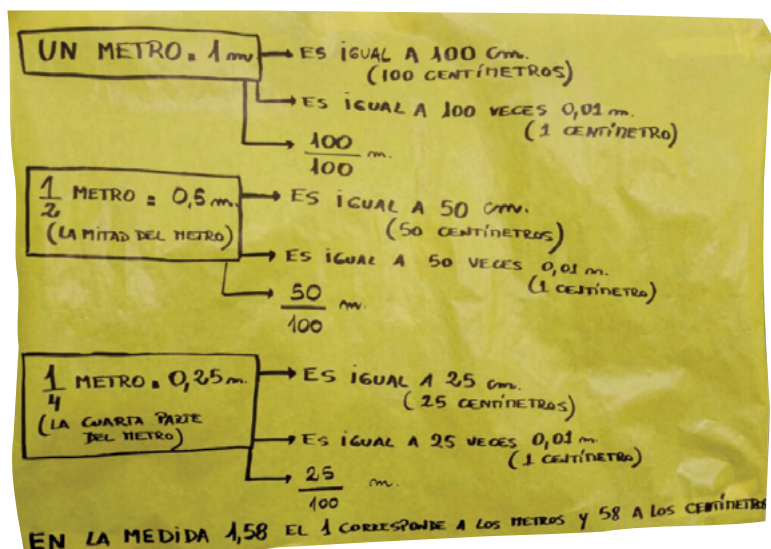 UN METRO = 1 m → ES IGUAL A 100 cm.
(100 CENTÍMETROS)
→ ES IGUAL A 100 VECES 0,01 m.
(1 CENTÍMETRO)
→ 100/100 m.
1/2 METRO = 0,5 m. → ES IGUAL A 50 cm.
(LA MITAD DEL METRO)
(50 CENTÍMETROS)
→ ES IGUAL A 50 VECES 0,01 m.
(1 CENTÍMETRO)
→ 50/100 m.
1/4 METRO = 0,25 m. → ES IGUAL A 25 cm.
(LA CUARTA PARTE
DEL METRO)
(25 CENTÍMETROS)
→ ES IGUAL A 25 VECES 0,01 m.
(1 CENTÍMETRO)
→ 25/100 m.
EN LA MEDIDA 1,58 EL 1 CORRESPONDE A LOS METROS Y 58 A LOS CENTÍMETROS